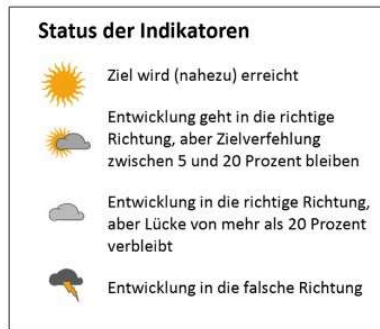 Status der Indikatoren
Ziel wird (nahezu) erreicht
Entwicklung geht in die richtige
Richtung, aber Zielverfehlung
zwischen 5 und 20 Prozent bleiben
Entwicklung in die richtige Richtung,
aber Lücke von mehr als 20 Prozent
verbleibt
Entwicklung in die falsche Richtung